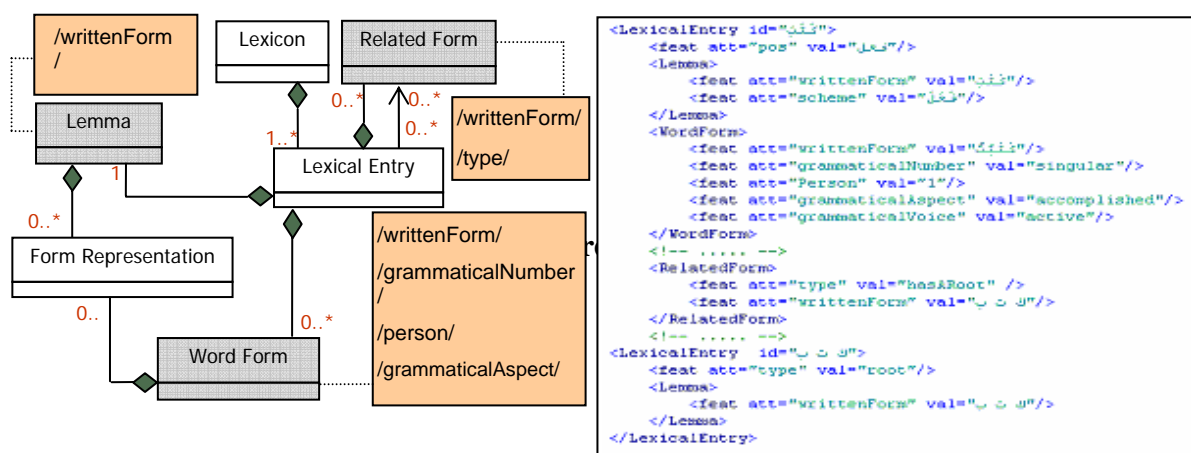 /writtenForm
/
Lexicon
Related Form
Lemma
0..*
0..*
/writtenForm/
/type/
1..*
0..*
Lexical Entry
1
0..*
Form Representation
/writtenForm/
/grammaticalNumber
/
/person/
/grammaticalAspect/
re
0..
0..*
Word Form
<LexicalEntry id="كَتَبَ">
<feat att="pos" val="فعل"/>
<Lemma>
<feat att="writtenForm" val="كَتَبَ"/>
<feat att="scheme" val="فَعَلَ"/>
</Lemma>
<WordForm>
<feat att="writtenForm" val=""/>
<feat att="grammaticalNumber" val="singular"/>
<feat att="Person" val="1"/>
<feat att="grammaticalAspect" val="accomplished"/>
<feat att="grammaticalVoice" val="active"/>
</WordForm>
<!-- ..... -->
<RelatedForm>
<feat att="type" val="hasARoot" />
<feat att="writtenForm" val="ك ت ب"/>
</RelatedForm>
<!-- ..... -->
<LexicalEntry id="ك ت ب">
<feat att="type" val="root"/>
<Lemma>
<feat att="writtenForm" val="ك ت ب"/>
</Lemma>
</LexicalEntry>